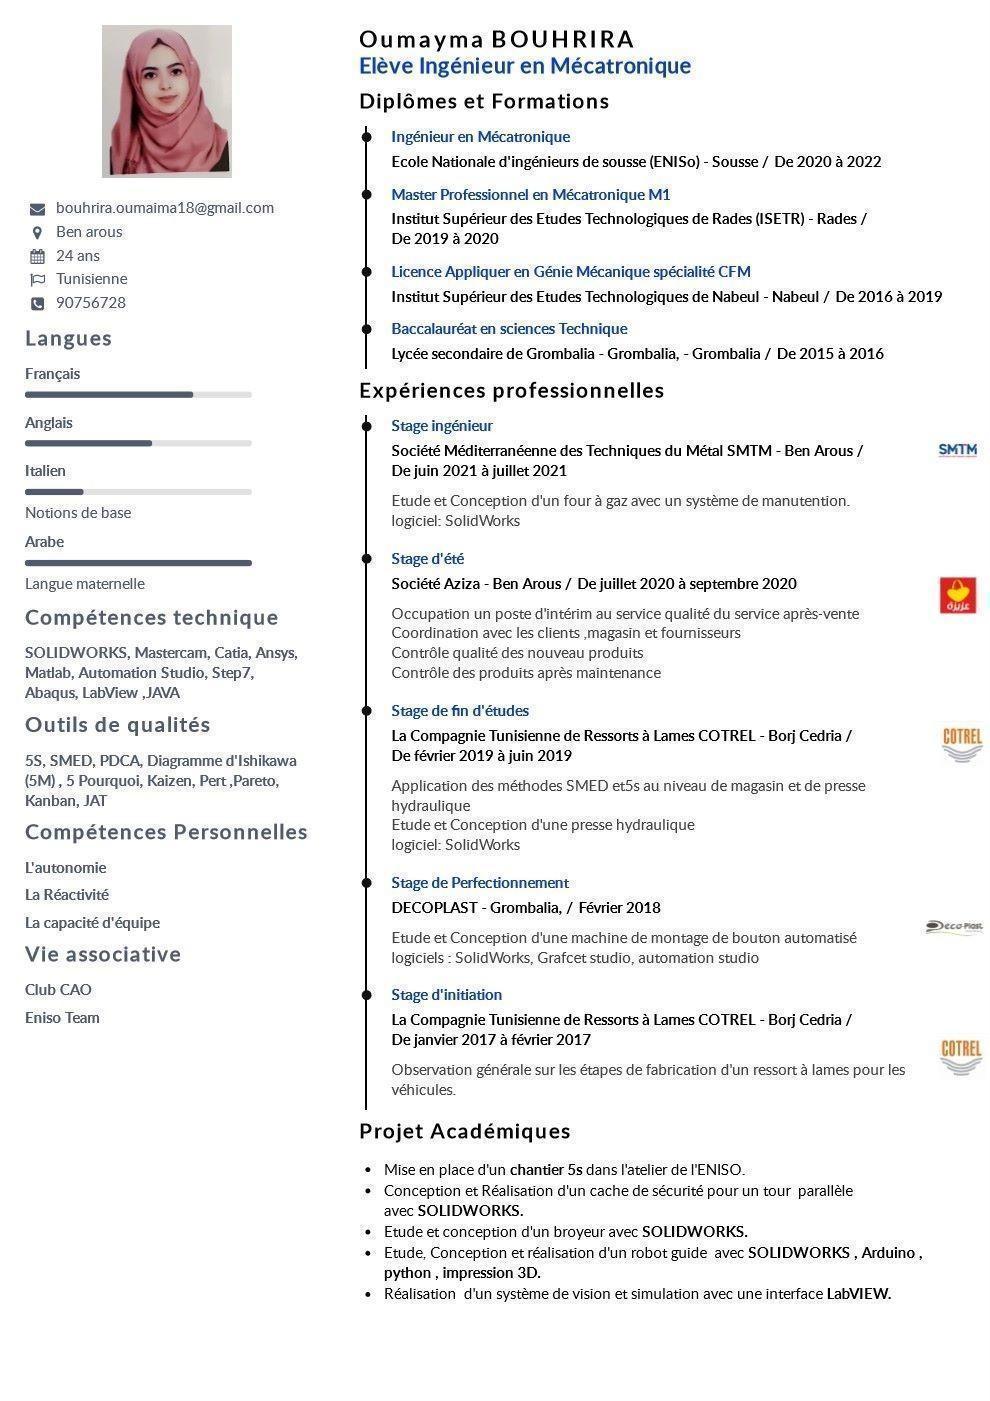 bouhrira.oumaima18@gmail.com
Ben arous
24 ans
Tunisienne
90756728
Langues
Français
Anglais
Italien
Notions de base
Arabe
Langue maternelle
Compétences technique
SOLIDWORKS, Mastercam, Catia, Ansys,
Matlab, Automation Studio, Step7,
Abaqus, LabView ,JAVA
Outils de qualités
5S, SMED, PDCA, Diagramme d'Ishikawa
(5M) , 5 Pourquoi, Kaizen, Pert ,Pareto,
Kanban, JAT
Compétences Personnelles
L'autonomie
La Réactivité
La capacité d'équipe
Vie associative
Club CAO
Eniso Team
Oumayma BOUHRIRA
Elève Ingénieur en Mécatronique
Diplômes et Formations
Ingénieur en Mécatronique
Ecole Nationale d'ingénieurs de sousse (ENISo) - Sousse / De 2020 à 2022
Master Professionnel en Mécatronique M1
Institut Supérieur des Etudes Technologiques de Rades (ISETR) - Rades /
De 2019 à 2020
Licence Appliquer en Génie Mécanique spécialité CFM
Institut Supérieur des Etudes Technologiques de Nabeul - Nabeul / De 2016 à 2019
Baccalauréat en sciences Technique
Lycée secondaire de Grombalia - Grombalia, - Grombalia / De 2015 à 2016
Expériences professionnelles
Stage ingénieur
Société Méditerranéenne des Techniques du Métal SMTM - Ben Arous /
De juin 2021 à juillet 2021
SMTM
Etude et Conception d'un four à gaz avec un système de manutention.
logiciel: SolidWorks
Stage d'été
Société Aziza - Ben Arous / De juillet 2020 à septembre 2020
عزيزة
Occupation un poste d'intérim au service qualité du service après-vente
Coordination avec les clients ,magasin et fournisseurs
Contrôle qualité des nouveau produits
Contrôle des produits après maintenance
Stage de fin d'études
La Compagnie Tunisienne de Ressorts à Lames COTREL - Borj Cedria /
De février 2019 à juin 2019
COTREL
Application des méthodes SMED et5s au niveau de magasin et de presse
hydraulique
Etude et Conception d'une presse hydraulique
logiciel: SolidWorks
Stage de Perfectionnement
DECOPLAST - Grombalia, / Février 2018
Deco-Plast
Etude et Conception d'une machine de montage de bouton automatisé
logiciels : SolidWorks, Grafcet studio, automation studio
Stage d'initiation
La Compagnie Tunisienne de Ressorts à Lames COTREL - Borj Cedria /
De janvier 2017 à février 2017
COTREL
Observation générale sur les étapes de fabrication d'un ressort à lames pour les
véhicules.
Projet Académiques
• Mise en place d'un chantier 5s dans l'atelier de l'ENISO.
• Conception et Réalisation d'un cache de sécurité pour un tour parallèle
avec SOLIDWORKS.
• Etude et conception d'un broyeur avec SOLIDWORKS.
• Etude, Conception et réalisation d'un robot guide avec SOLIDWORKS , Arduino ,
python , impression 3D.
• Réalisation d'un système de vision et simulation avec une interface LabVIEW.